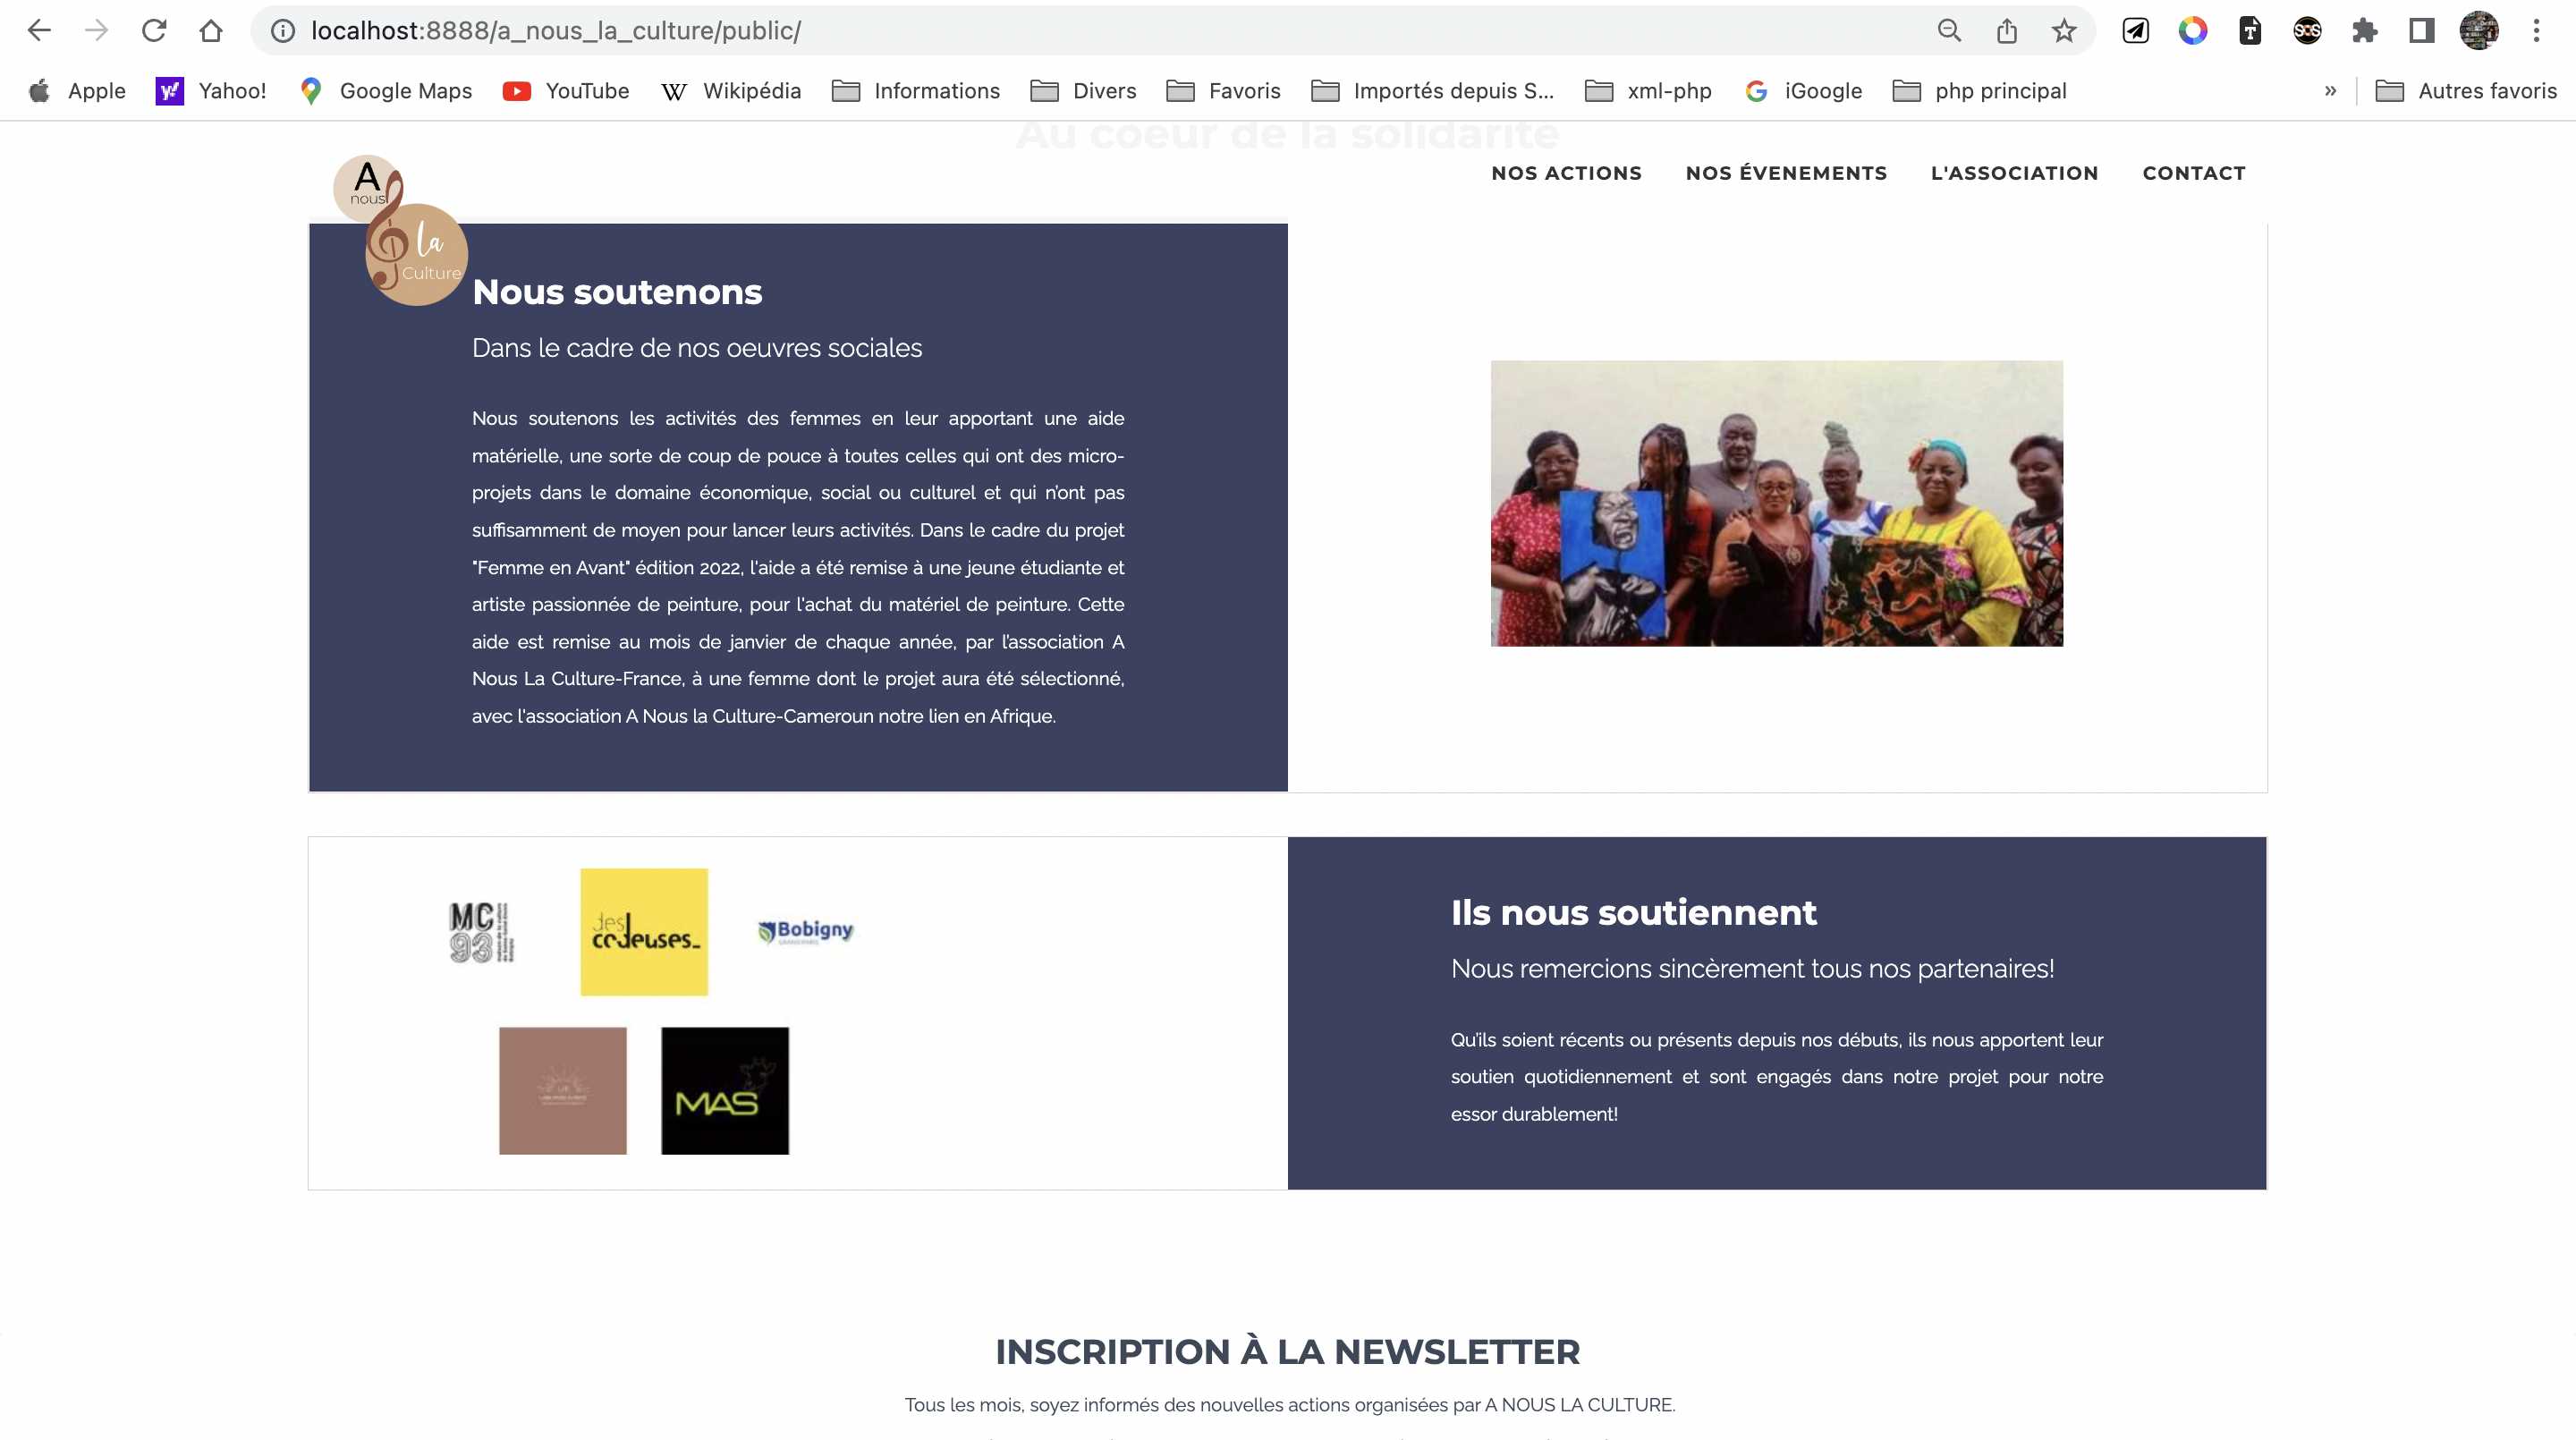 localhost:8888/a_nous_la_culture/public/
Apple Yahoo! Google Maps YouTube Wikipédia Informations Divers Favoris Importés depuis S... xml-php iGoogle php principal » Autres favoris
Au coeur de la solidarité
A
nous
la
Culture
NOS ACTIONS NOS ÉVENEMENTS L'ASSOCIATION CONTACT
Nous soutenons
Dans le cadre de nos oeuvres sociales
Nous soutenons les activités des femmes en leur apportant une aide
matérielle, une sorte de coup de pouce à toutes celles qui ont des micro-
projets dans le domaine économique, social ou culturel et qui n'ont pas
suffisamment de moyen pour lancer leurs activités. Dans le cadre du projet
"Femme en Avant" édition 2022, l'aide a été remise à une jeune étudiante et
artiste passionnée de peinture, pour l'achat du matériel de peinture. Cette
aide est remise au mois de janvier de chaque année, par l'association A
Nous La Culture-France, à une femme dont le projet aura été sélectionné,
avec l'association A Nous la Culture-Cameroun notre lien en Afrique.
MC
93
des
codeuses_
Bobigny
MAS
Ils nous soutiennent
Nous remercions sincèrement tous nos partenaires!
Qu'ils soient récents ou présents depuis nos débuts, ils nous apportent leur
soutien quotidiennement et sont engagés dans notre projet pour notre
essor durablement!
INSCRIPTION À LA NEWSLETTER
Tous les mois, soyez informés des nouvelles actions organisées par A NOUS LA CULTURE.